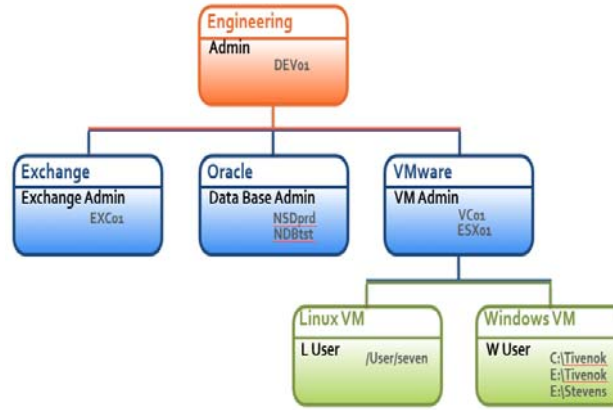 Engineering
Admin
DEV01
Exchange
Exchange Admin
EXC01
Oracle
Data Base Admin
NSDprd
NDBtst
VMware
VM Admin
VC01
ESX01
Linux VM
L User
/User/seven
Windows VM
W User
C:\Tivenok
E:\Tivenok
E:\Stevens